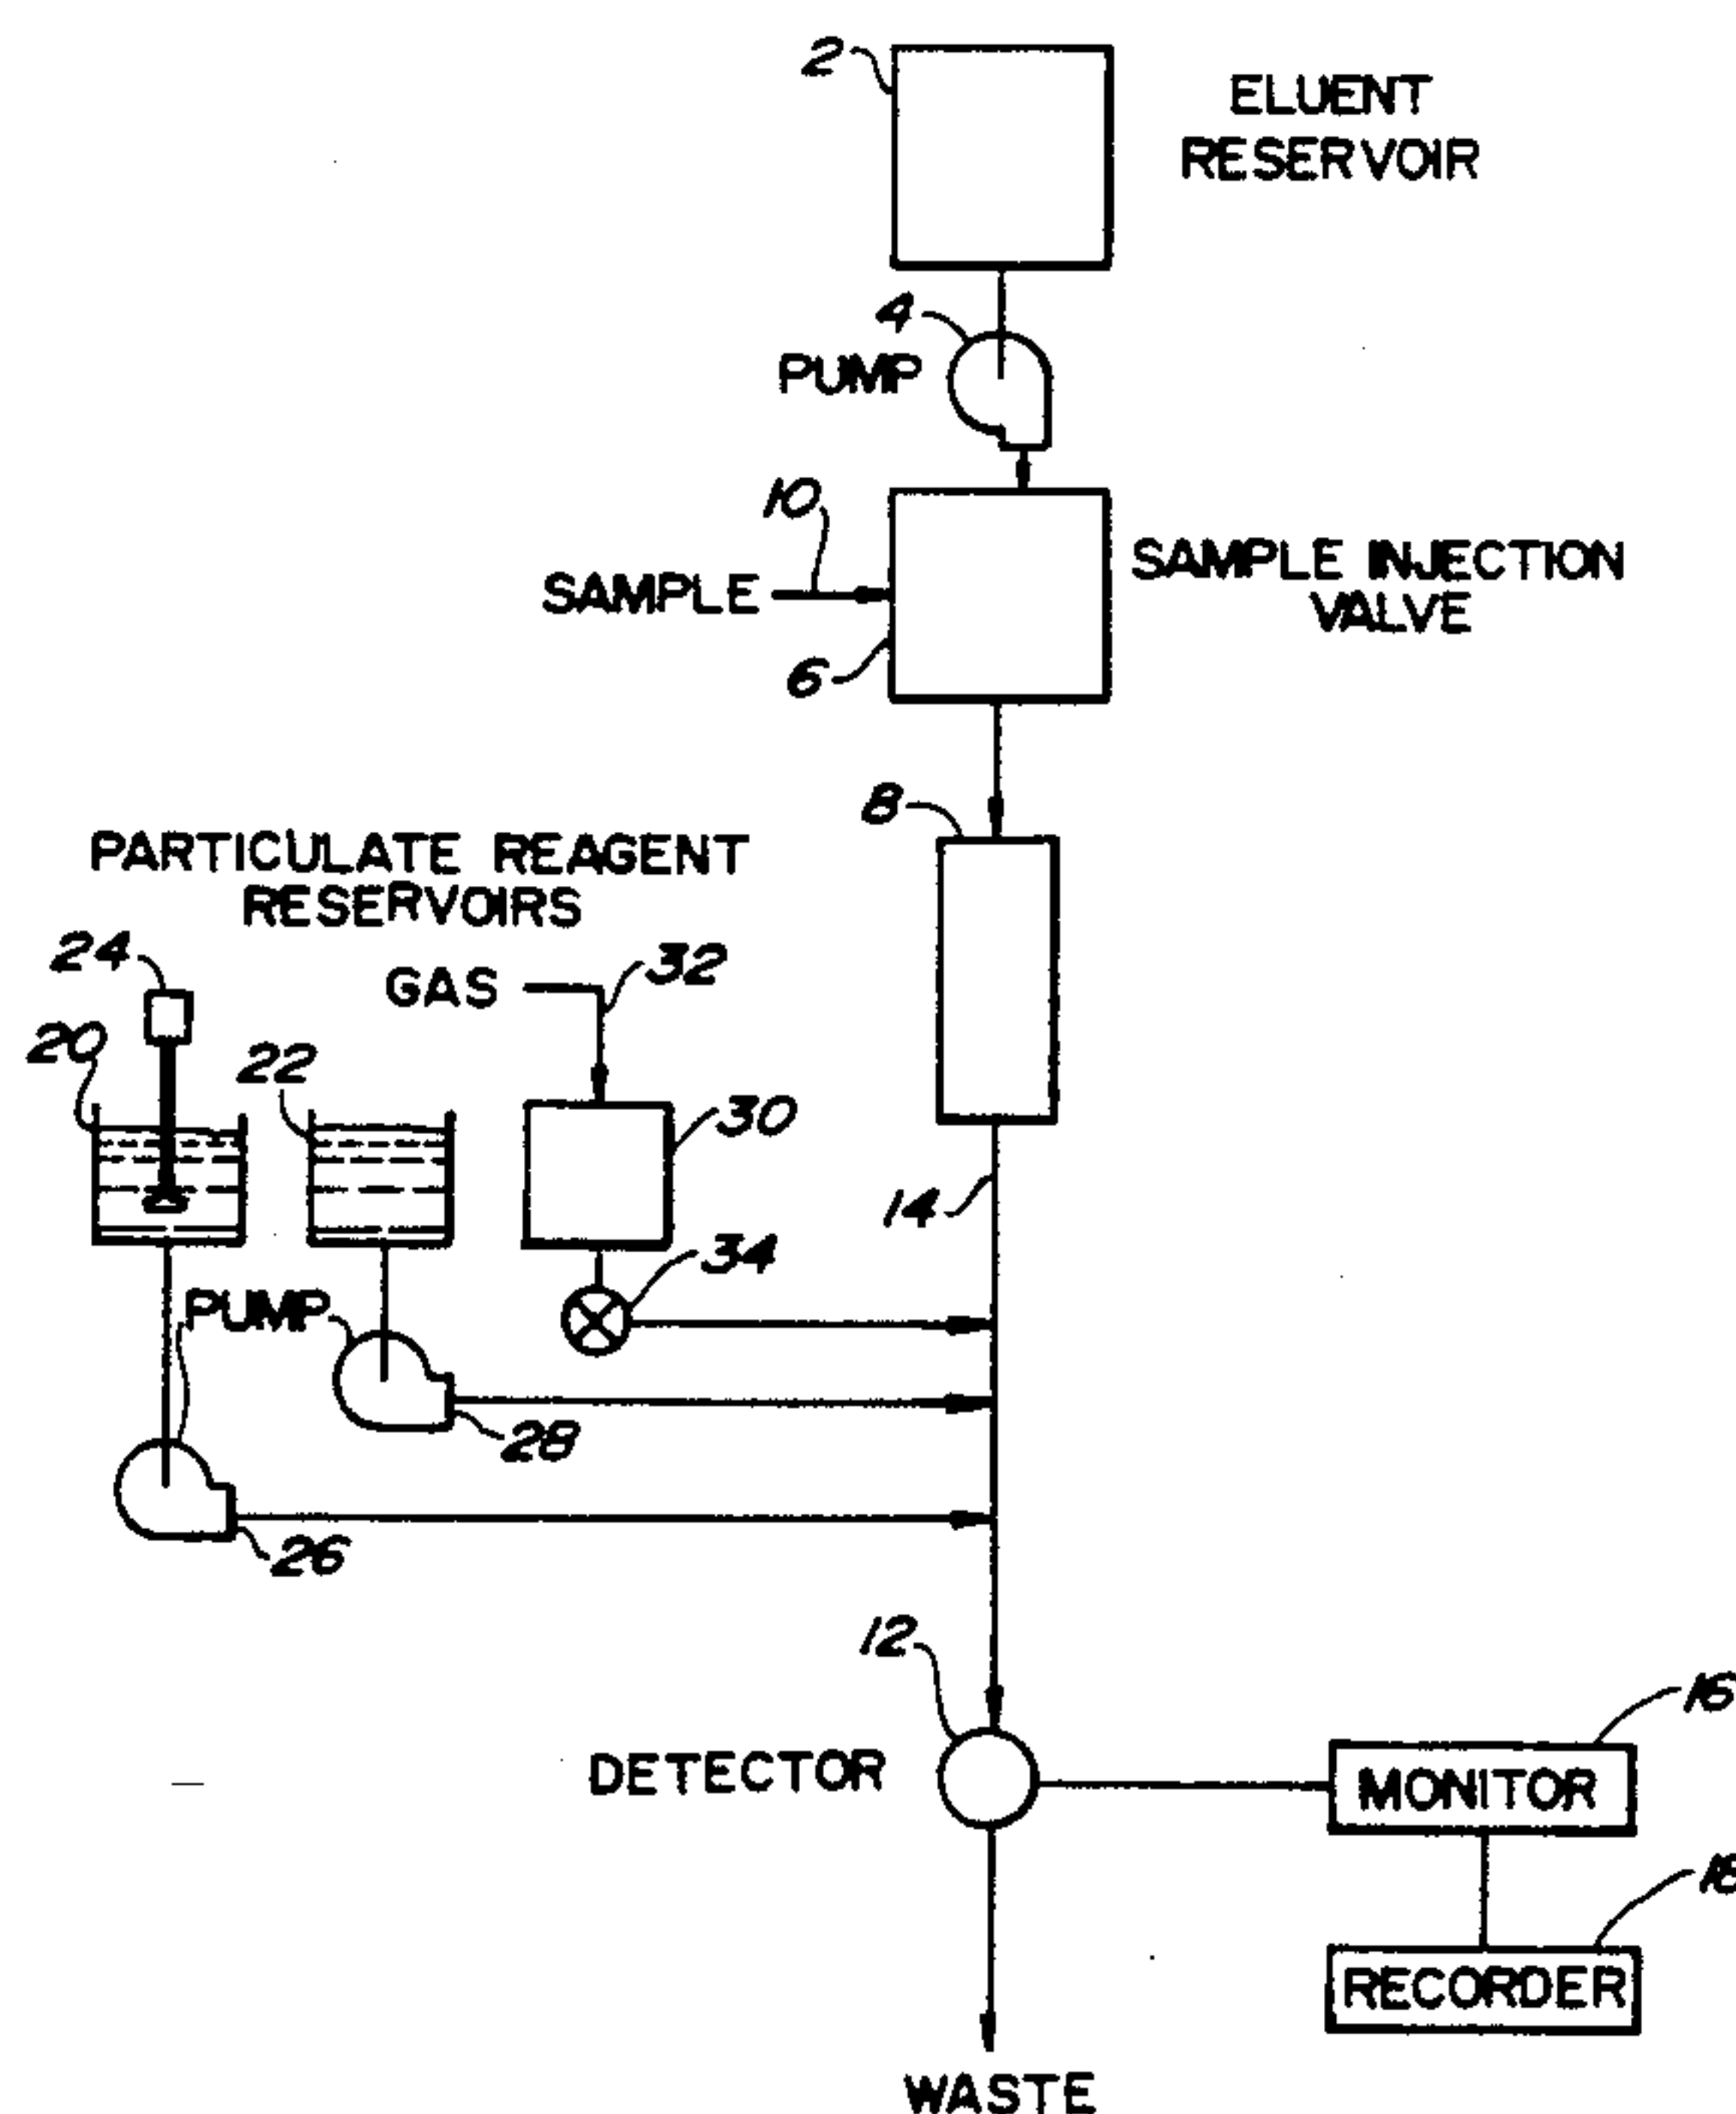 2
ELUENT
RESERVOIR
4
PUMP
10
SAMPLE
SAMPLE INJECTION
VALVE
6
8
PARTICULATE REAGENT
RESERVOIRS
24
GAS
32
20
22
30
14
34
PUMP
28
26
12
16
DETECTOR
MONITOR
18
RECORDER
WASTE